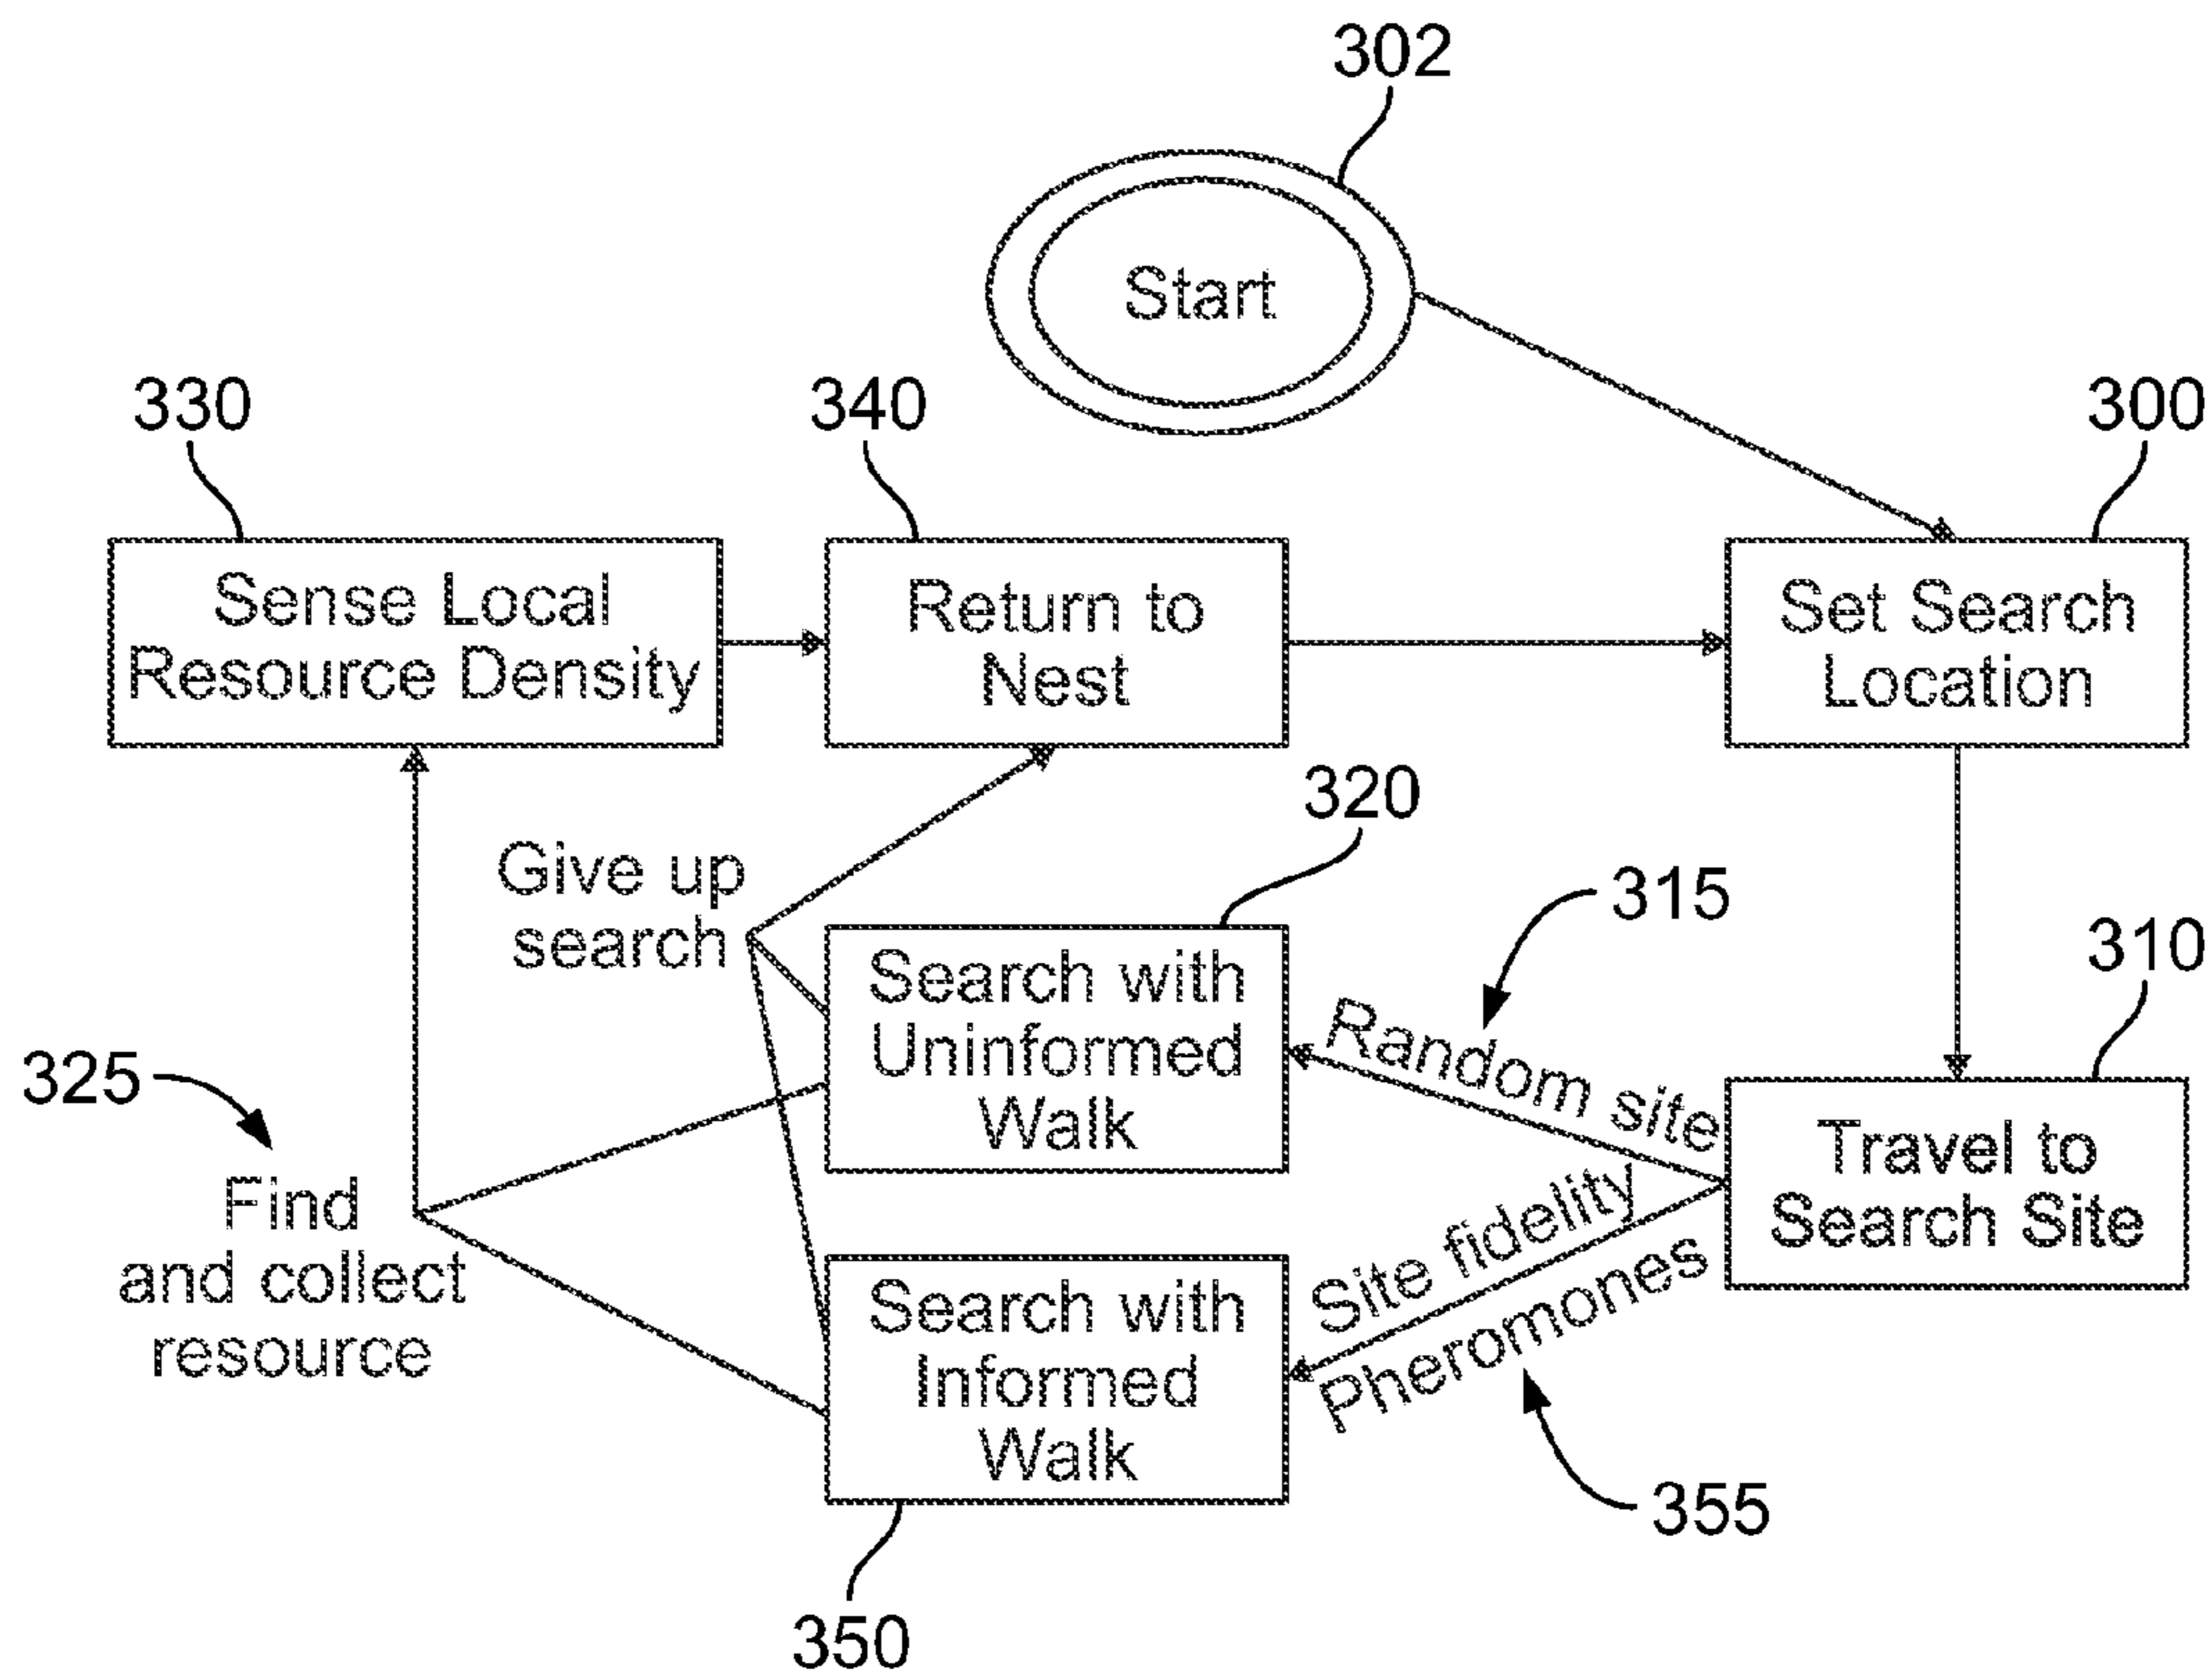 302
Start
330
340
300
Sense Local
Resource Density
Return to
Nest
Set Search
Location
320
Give up
search
315
310
Search with
Uninformed
Walk
Random site
325
Travel to
Search Site
Find
and collect
resource
Site fidelity
Pheromones
Search with
Informed
Walk
355
350